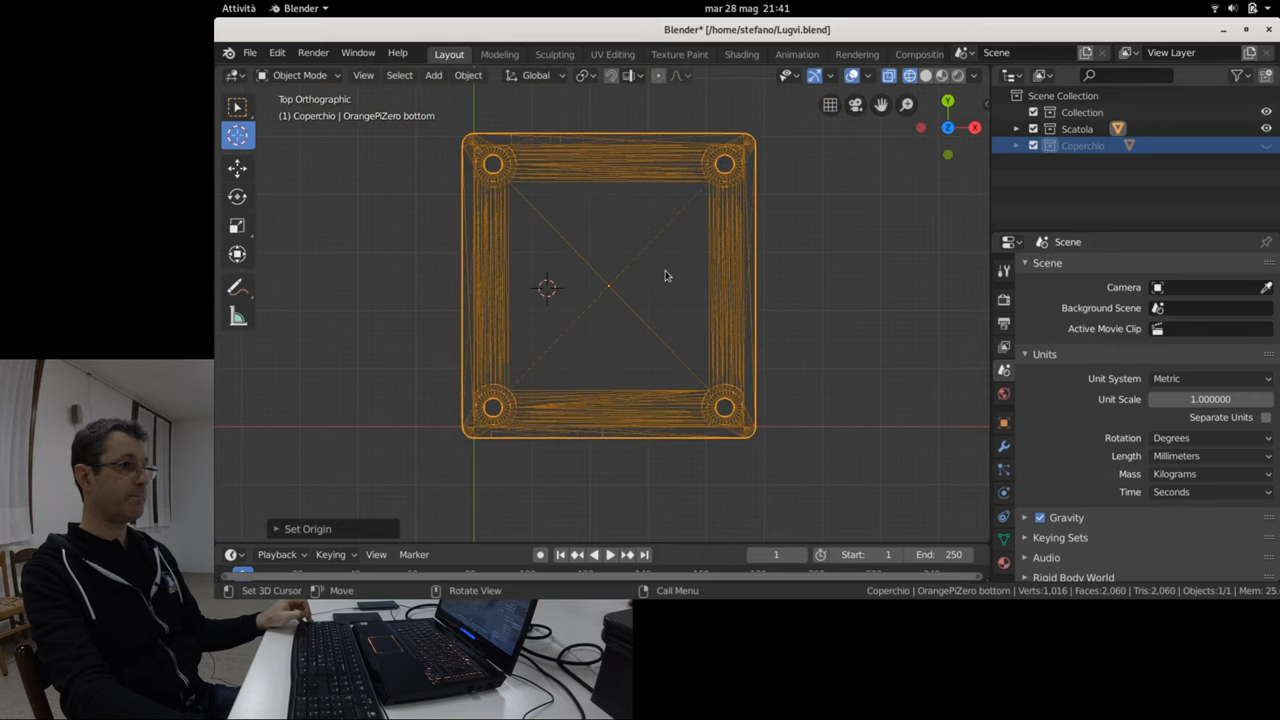 Attività
Blender
mar 28 mag 21:41
Blender* [/home/stefano/Lugvi.blend]
File Edit Render Window Help
Layout Modeling Sculpting UV Editing Texture Paint Shading Animation Rendering Compositin
Scene
View Layer
Object Mode View Select Add Object Global
Top Orthographic
(1) Coperchio | OrangePiZero bottom
Y
Z
X
Scene Collection
Collection
Scatola
Coperchio
Scene
Scene
Camera
Background Scene
Active Movie Clip
Units
Unit System Metric
Unit Scale 1.000000
Separate Units
Rotation Degrees
Length Millimeters
Mass Kilograms
Time Seconds
Gravity
Keying Sets
Audio
Rigid Body World
Set Origin
Playback Keying View Marker
1
Start: 1
End: 250
Set 3D Cursor Move Rotate View Call Menu
Coperchio | OrangePiZero bottom | Verts:1,016 | Faces:2,060 | Tris:2,060 | Objects:1/1 | Mem: 25.